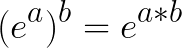 (e^a)^b = e^{a*b}